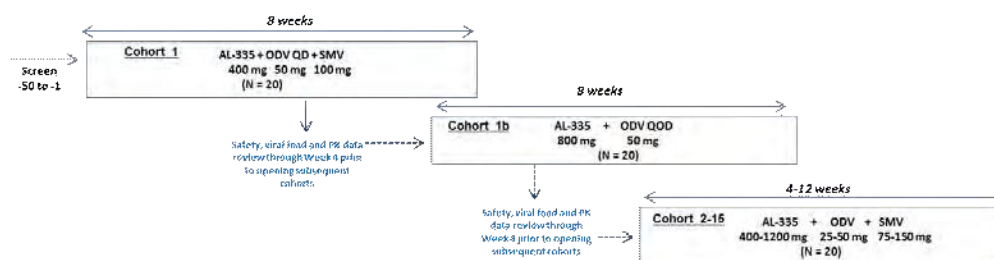 8 weeks
Cohort 1 AL-335 + ODV QD + SMV
400 mg 50 mg 100 mg
(N = 20)
Screen
-50 to -1
8 weeks
Cohort 1b AL-335 + ODV QOD
800 mg 50 mg
(N = 20)
Safety, viral load and PK data
review through Week 4 prior
to opening subsequent
cohorts
4-12 weeks
Cohort 2-15 AL-335 + ODV + SMV
400-1200 mg 25-50 mg 75-150 mg
(N = 20)
Safety, viral load and PK
data review through
Week 4 prior to opening
subsequent cohorts